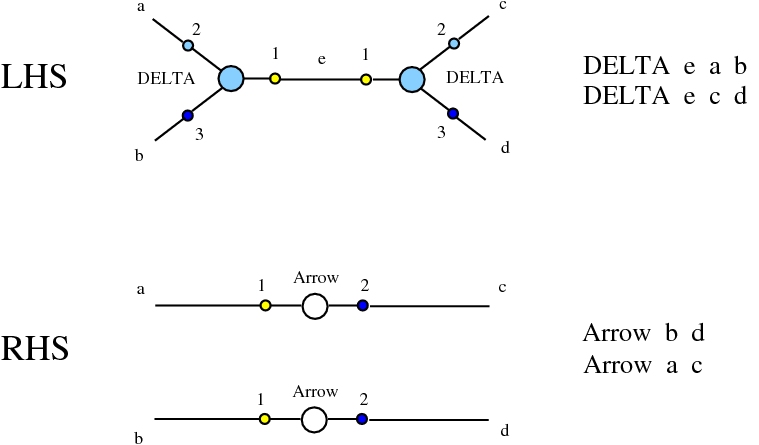 a
c
2
2
1
e
1
LHS
DELTA
DELTA
DELTA e a b
DELTA e c d
3
3
b
d
Arrow
a
1
2
c
Arrow b d
RHS
Arrow a c
Arrow
1
2
b
d